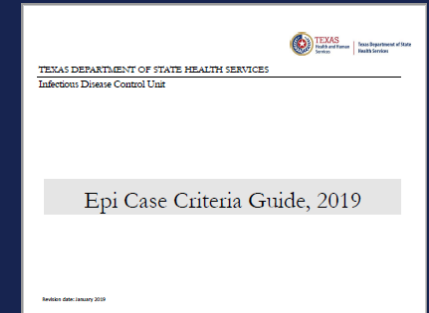 TEXAS
Health and Human
Services
Texas Department of State
Health Services
TEXAS DEPARTMENT OF STATE HEALTH SERVICES
Infectious Disease Control Unit
Epi Case Criteria Guide, 2019
Revision date: January 2019